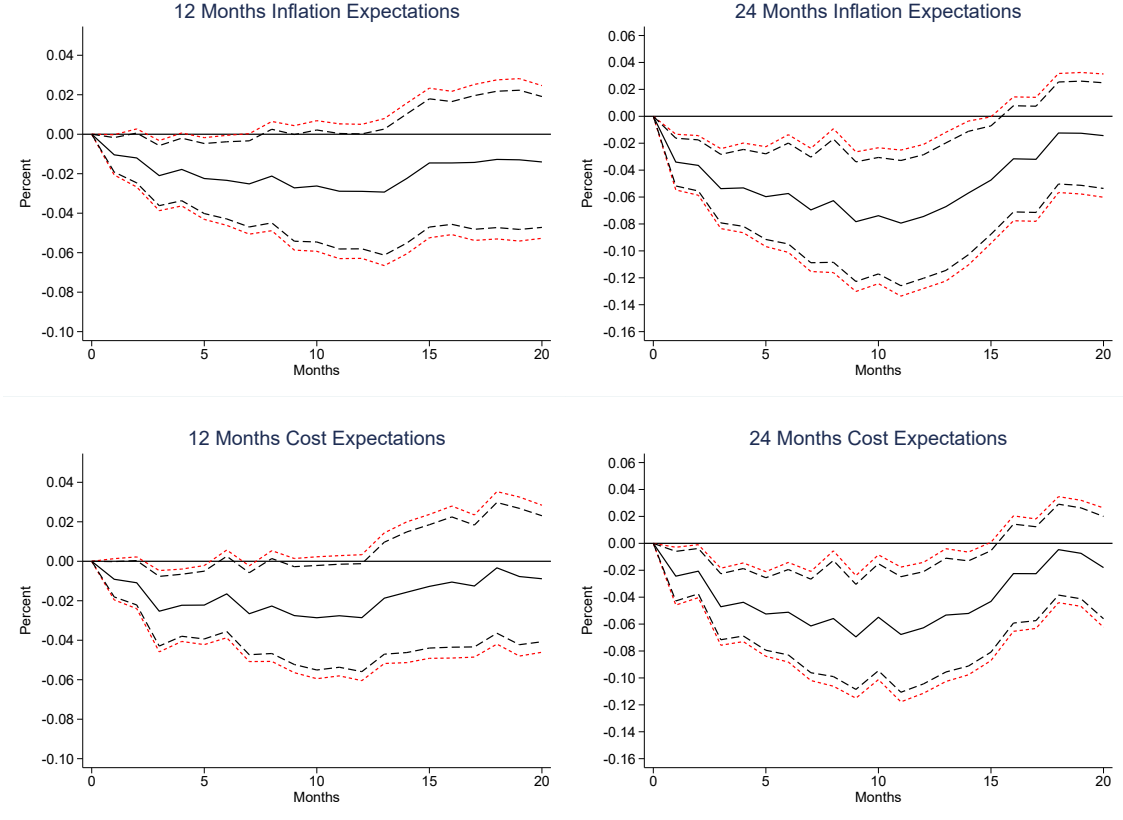 12 Months Inflation Expectations
Percent
0.04
0.02
0.00
-0.02
-0.04
-0.06
-0.08
-0.10
0 5 10 15 20
Months
24 Months Inflation Expectations
Percent
0.06
0.04
0.02
0.00
-0.02
-0.04
-0.06
-0.08
-0.10
-0.12
-0.14
-0.16
0 5 10 15 20
Months
12 Months Cost Expectations
Percent
0.04
0.02
0.00
-0.02
-0.04
-0.06
-0.08
-0.10
0 5 10 15 20
Months
24 Months Cost Expectations
Percent
0.06
0.04
0.02
0.00
-0.02
-0.04
-0.06
-0.08
-0.10
-0.12
-0.14
-0.16
0 5 10 15 20
Months